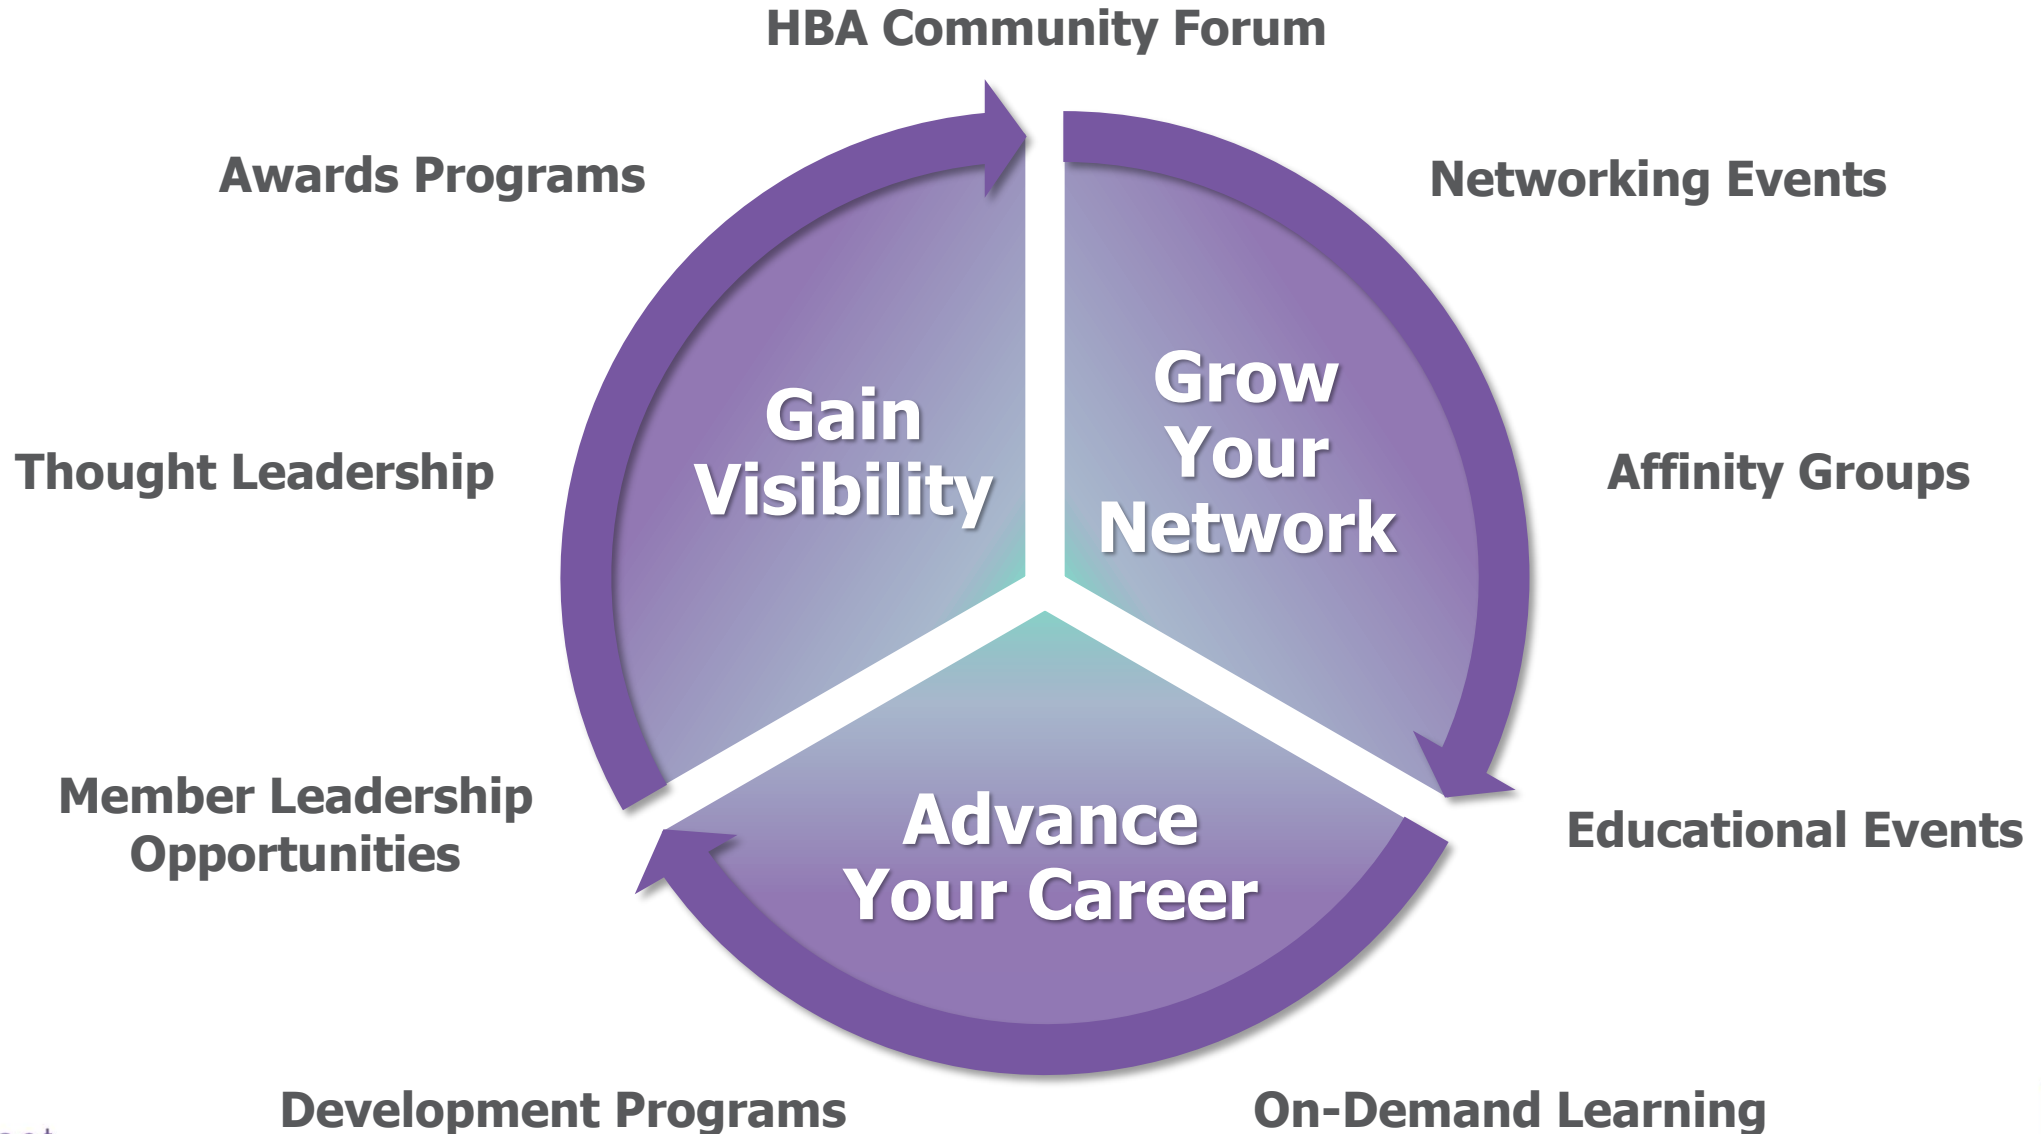 HBA Community Forum
Awards Programs
Networking Events
Grow
Your
Network
Gain
Visibility
Thought Leadership
Affinity Groups
Member Leadership
Opportunities
Advance
Your Career
Educational Events
Development Programs
On-Demand Learning